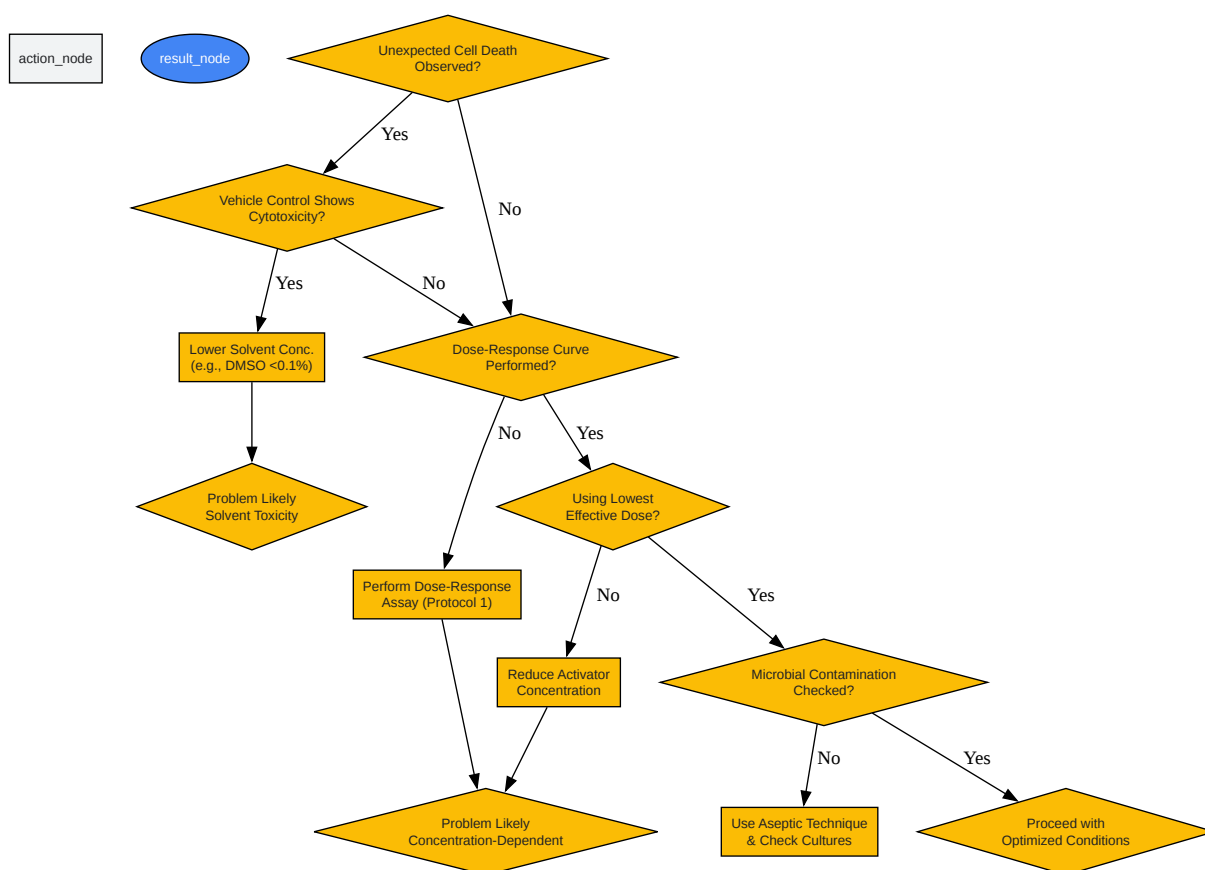 action_node
result_node
Unexpected Cell Death
Observed?
Yes
No
Vehicle Control Shows
Cytotoxicity?
Yes
No
Lower Solvent Conc.
(e.g., DMSO <0.1%)
Dose-Response Curve
Performed?
No
Yes
Problem Likely
Solvent Toxicity
Using Lowest
Effective Dose?
Perform Dose-Response
Assay (Protocol 1)
No
Yes
Reduce Activator
Concentration
Microbial Contamination
Checked?
No
Yes
Problem Likely
Concentration-Dependent
Use Aseptic Technique
& Check Cultures
Proceed with
Optimized Conditions